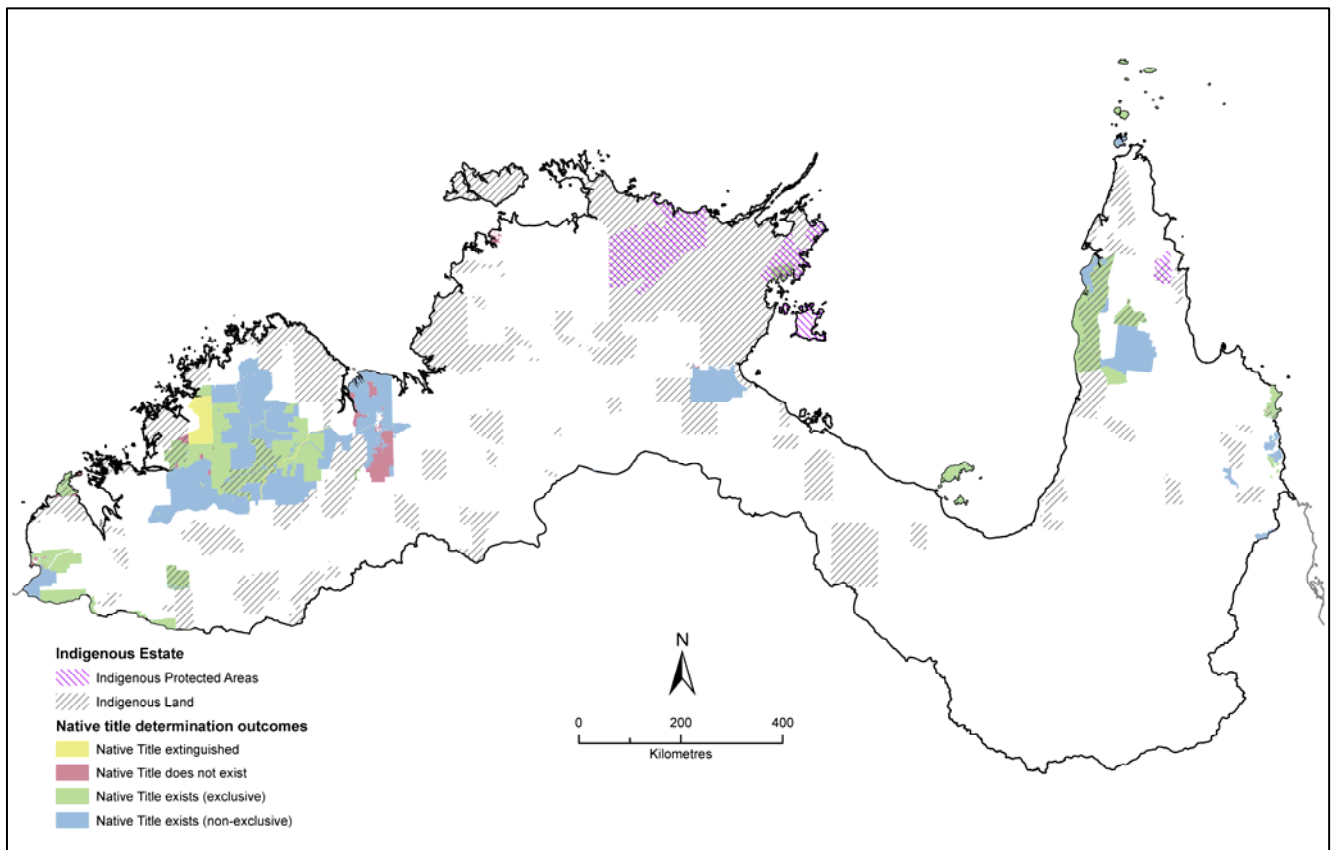 N
0 200 400
Kilometres
Indigenous Estate
Indigenous Protected Areas
Indigenous Land
Native title determination outcomes
Native Title extinguished
Native Title does not exist
Native Title exists (exclusive)
Native Title exists (non-exclusive)